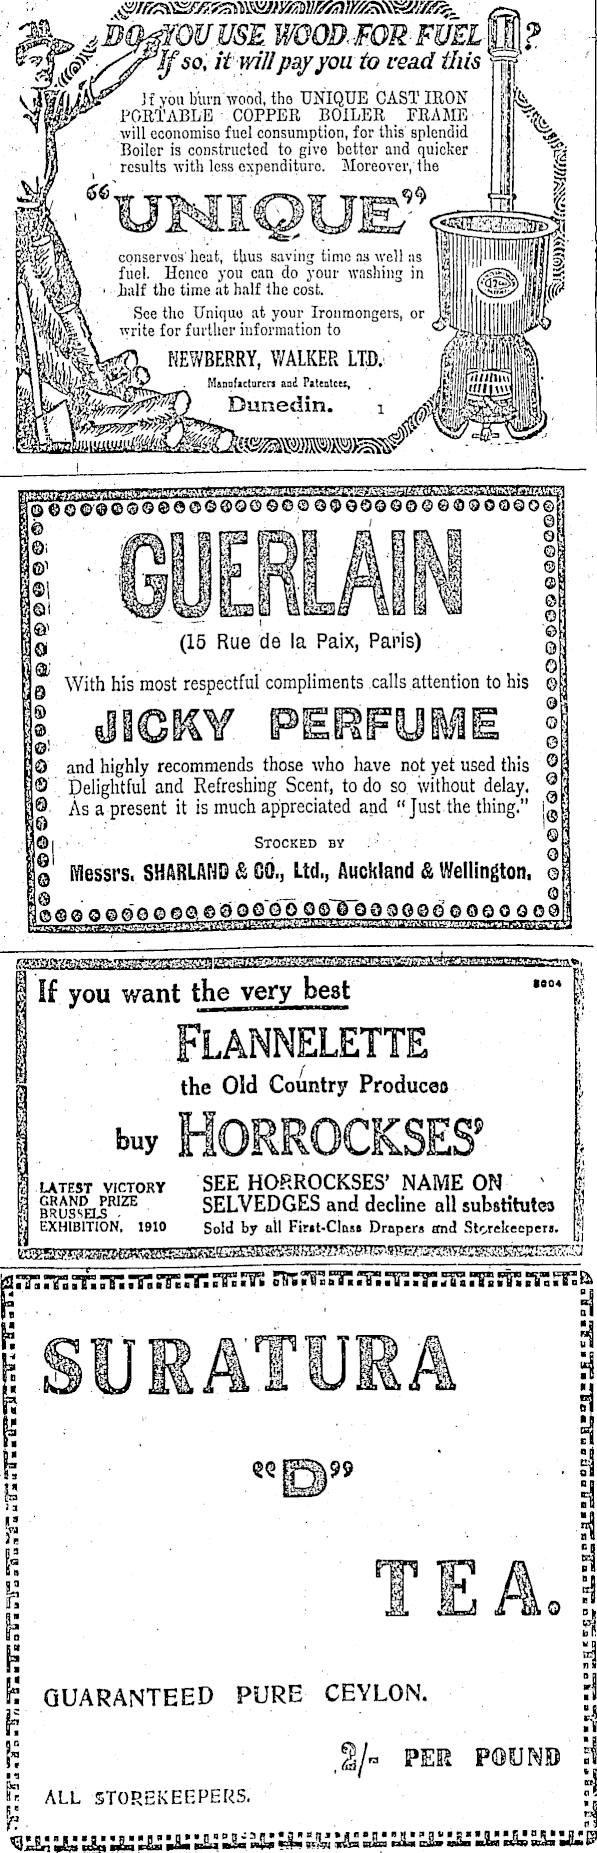 DO YOU USE WOOD FOR FUEL?
If so, it will pay you to read this
If you burn wood, the UNIQUE CAST IRON
PORTABLE COPPER BOILER FRAME
will economise fuel consumption, for this splendid
Boiler is constructed to give better and quicker
results with less expenditure. Moreover, the
"UNIQUE"
conserves heat, thus saving time as well as
fuel. Hence you can do your washing in
half the time at half the cost.
See the Unique at your Ironmongers, or
write for further information to
NEWBERRY, WALKER LTD.
Manufacturers and Patentees,
Dunedin. 1
GUERLAIN
(15 Rue de la Paix, Paris)
With his most respectful compliments calls attention to his
JICKY PERFUME
and highly recommends those who have not yet used this
Delightful and Refreshing Scent, to do so without delay.
As a present it is much appreciated and "Just the thing."
STOCKED BY
Messrs. SHARLAND & CO., Ltd., Auckland & Wellington.
If you want the very best
FLANNELETTE
the Old Country Produces
buy HORROCKSES'
LATEST VICTORY
GRAND PRIZE
BRUSSELS
EXHIBITION, 1910
SEE HORROCKSES' NAME ON
SELVEDGES and decline all substitutes
Sold by all First-Class Drapers and Storekeepers.
SURATURA
"D"
TEA.
GUARANTEED PURE CEYLON.
2/- PER POUND
ALL STOREKEEPERS.